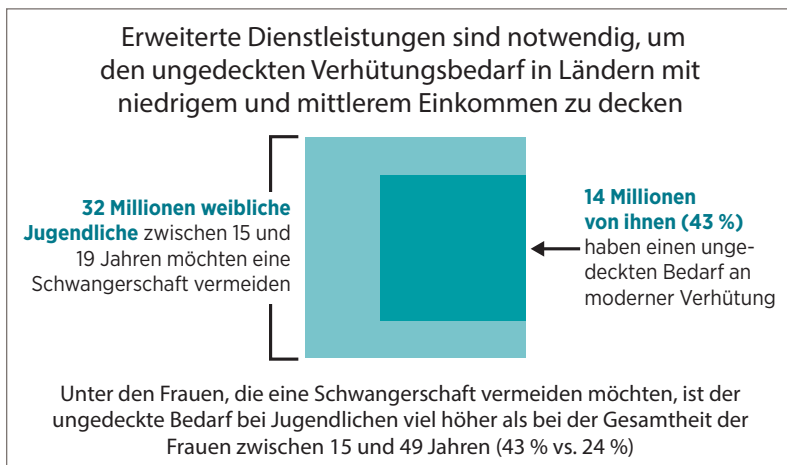 Erweiterte Dienstleistungen sind notwendig, um
den ungedeckten Verhütungsbedarf in Ländern mit
niedrigem und mittlerem Einkommen zu decken
32 Millionen weibliche
Jugendliche zwischen 15 und
19 Jahren möchten eine
Schwangerschaft vermeiden
14 Millionen
von ihnen (43 %)
haben einen unge-
deckten Bedarf an
moderner Verhütung
Unter den Frauen, die eine Schwangerschaft vermeiden möchten, ist der
ungedeckte Bedarf bei Jugendlichen viel höher als bei der Gesamtheit der
Frauen zwischen 15 und 49 Jahren (43 % vs. 24 %)